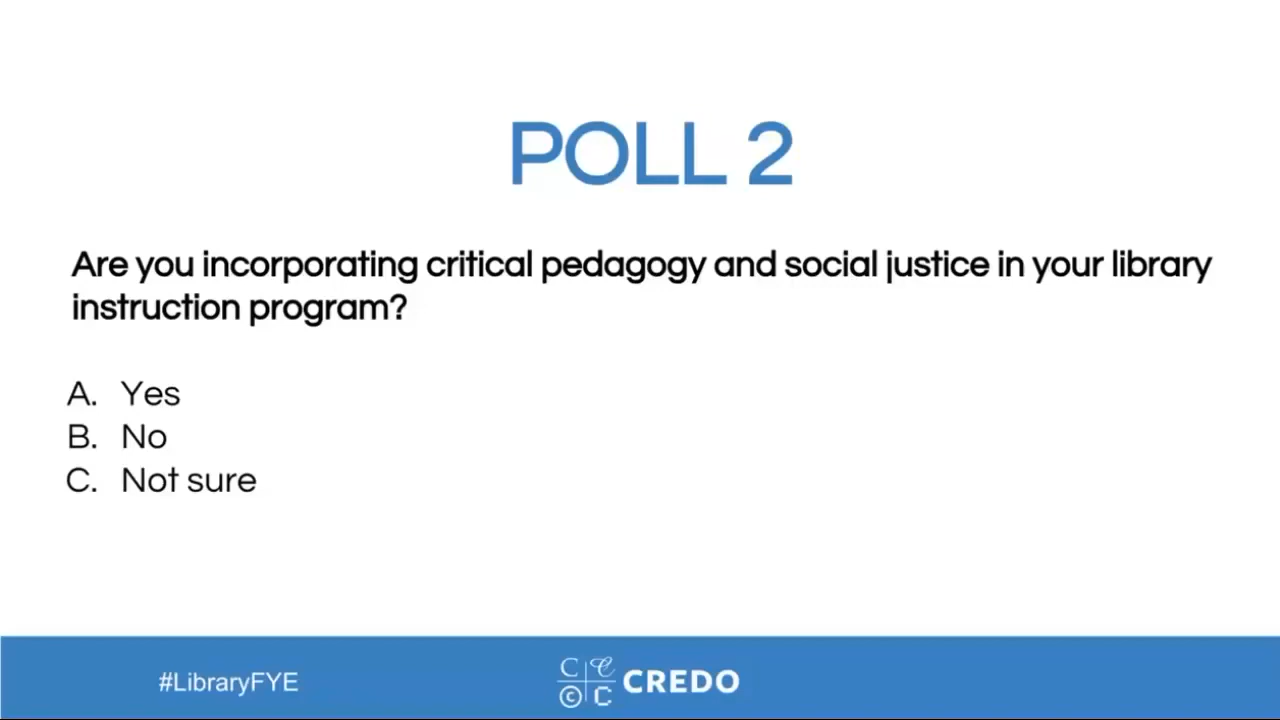 POLL 2
Are you incorporating critical pedagogy and social justice in your library
instruction program?
A. Yes
B. No
C. Not sure
#LibraryFYE
C C
© C
CREDO